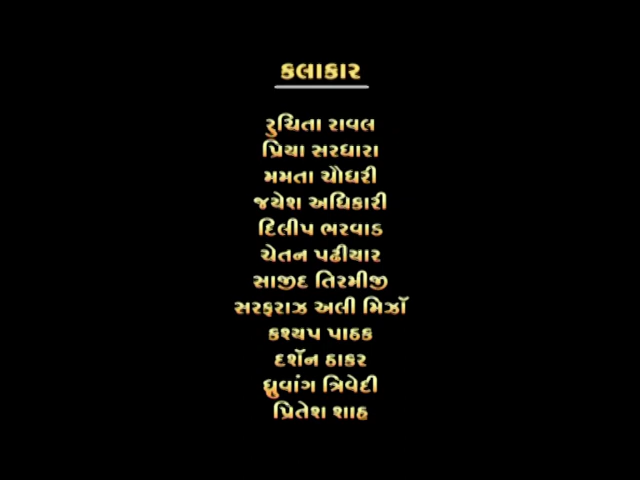 કલાકાર
રુચિતા રાવલ
પ્રિયા સરધારા
મમતા ચૌધરી
જયેશ અધિકારી
દિલીપ ભરવાડ
ચેતન પઢીયાર
સાજીદ તિરમીજી
સરફરાઝ અલી મિર્ઝા
કશ્યપ પાઠક
દર્શન ઠાકર
ધ્રુવાંગ ત્રિવેદી
પ્રિતેશ શાહ